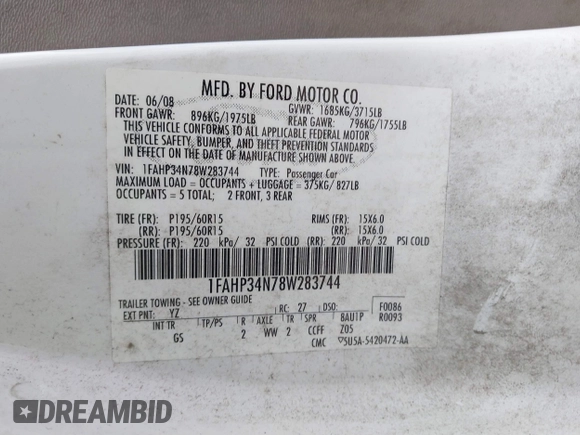 MFD. BY FORD MOTOR CO.
DATE: 06/08 GVWR: 1685KG/3715LB
FRONT GAWR: 896KG/1975LB REAR GAWR: 796KG/1755LB
THIS VEHICLE CONFORMS TO ALL APPLICABLE FEDERAL MOTOR
VEHICLE SAFETY, BUMPER, AND THEFT PREVENTION STANDARDS
IN EFFECT ON THE DATE OF MANUFACTURE SHOWN ABOVE.
VIN: 1FAHP34N78W283744 TYPE: Passenger Car
MAXIMUM LOAD = OCCUPANTS + LUGGAGE = 375KG/ 827LB
OCCUPANTS = 5 TOTAL; 2 FRONT, 3 REAR
TIRE (FR): P195/60R15 RIMS (FR): 15X6.0
(RR): P195/60R15 (RR): 15X6.0
PRESSURE (FR): 220 kPa/ 32 PSI COLD (RR): 220 kPa/ 32 PSI COLD
1FAHP34N78W283744
TRAILER TOWING - SEE OWNER GUIDE
EXT PNT: YZ RC: 27 DSO: F0086
R0093
INT TR TP/PS R AXLE TR SPR BAUTP
GS 2 WW 2 CCFF Z05
CMC 5U5A-5420472-AA
DREAMBID